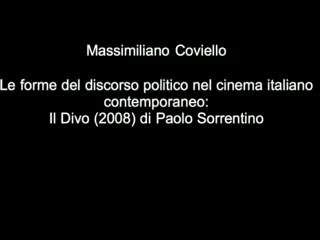 Massimiliano Coviello
Le forme del discorso politico nel cinema italiano
contemporaneo:
Il Divo (2008) di Paolo Sorrentino